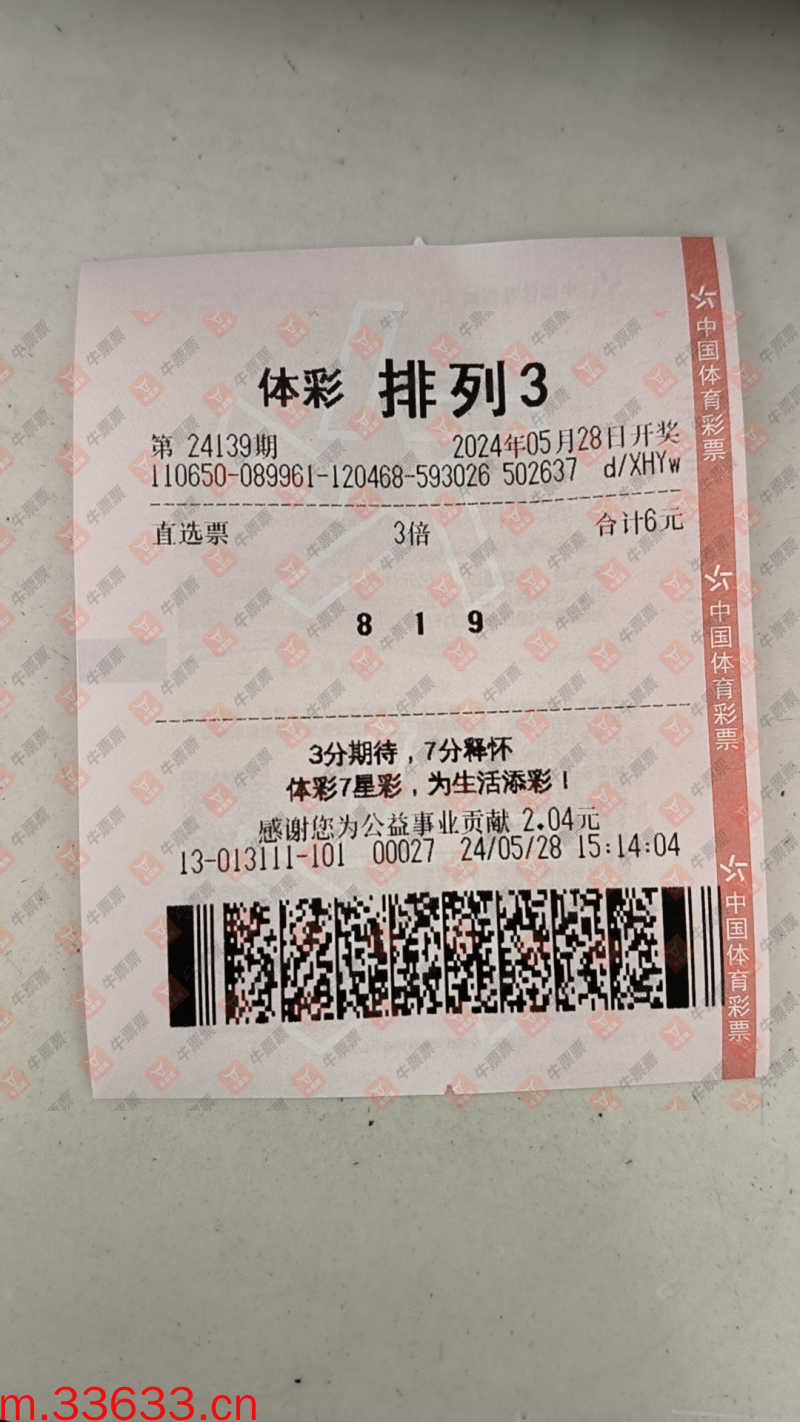 体彩 排列3
第 24139期 2024年05月28日开奖
110650-089961-120468-593026 502637 d/XHYw
直选票 3倍 合计6元
8 1 9
3分期待，7分释怀
体彩7星彩，为生活添彩！
感谢您为公益事业贡献 2.04元
13-013111-101 00027 24/05/28 15:14:04
中国体育彩票
中国体育彩票
中国体育彩票
牛票票
m.33633.cn